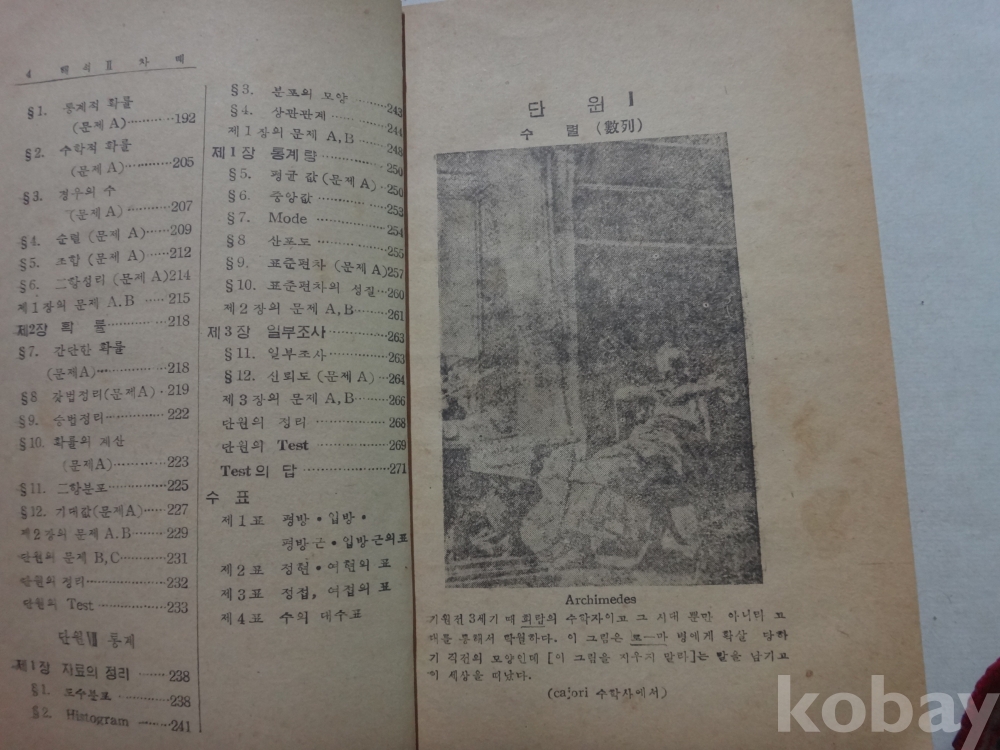 4 해석 II 차 례
§1. 통계적 확률
(문제 A)·········192
§2. 수학적 확률
(문제 A)··········205
§3. 경우의 수
(문제 A)·········207
§4. 순렬 (문제 A)·····209
§5. 조합 (문제 A)·····212
§6. 二항정리 (문제 A)214
제1장의 문제 A.B ····· 215
제2장 확 률················218
§7. 간단한 확률
(문제A)···············218
§8 갖법정리(문제A)·219
§9. 승법정리··········222
§10. 확률의 계산
(문제A)·············223
§11. 二항분포··········225
§12. 기대값(문제A)····227
제2장의 문제 A.B ·····229
단원의 문제 B,C·······231
단원의 정리··············232
단원의 Test ············233
단원 Ⅶ 통계
제1장 자료의 정리 ·····238
§1. 도수분포 ··········238
§2. Histogram ·······241
§3. 분포의 모양 ······243
§4. 상관관계 ··········244
제1장의 문제 A,B ·····248
제1장 통계량············250
§5. 평균값(문제 A)·250
§6. 중앙값·············253
§7. Mode ············254
§8 산포도 ············255
§9. 표준편차 (문제 A)257
§10. 표준편차의 성질···260
제2장의 문제 A,B······261
제3장 일부조사·········263
§11. 일부조사·········263
§12. 신뢰도 (문제A)··264
제3장의 문제 A,B·····266
단원의 정리 ············268
단원의 Test ············269
Test의 답 ···············271
수 표
제1표 평방·입방·
평방근·입방근의표
제2표 정현·여현의 표
제3표 정접, 여접의 표
제4표 수의 대수표
단 원 I
수 렬 (數列)
Archimedes
기원전 3세기 때 희랍의 수학자이고 그 시대 뿐만 아니라 고
대를 통해서 학원하다. 이 그림은 로―마 병에게 학살 당하
기 직전의 모양인데 [이 그림을 지우지 말라]는 말을 남기고
이 세상을 떠났다.
(cajori 수학사에서)
kobay